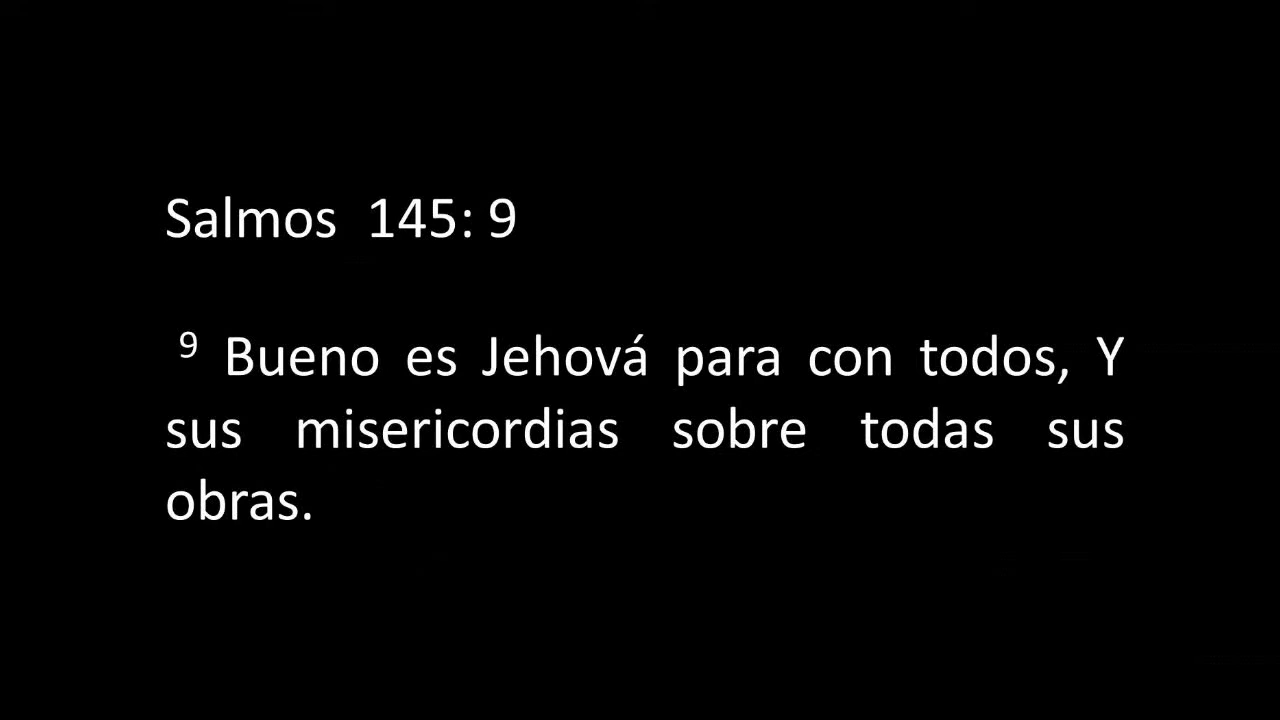 Salmos 145: 9
9 Bueno es Jehová para con todos, Y
sus misericordias sobre todas sus
obras.